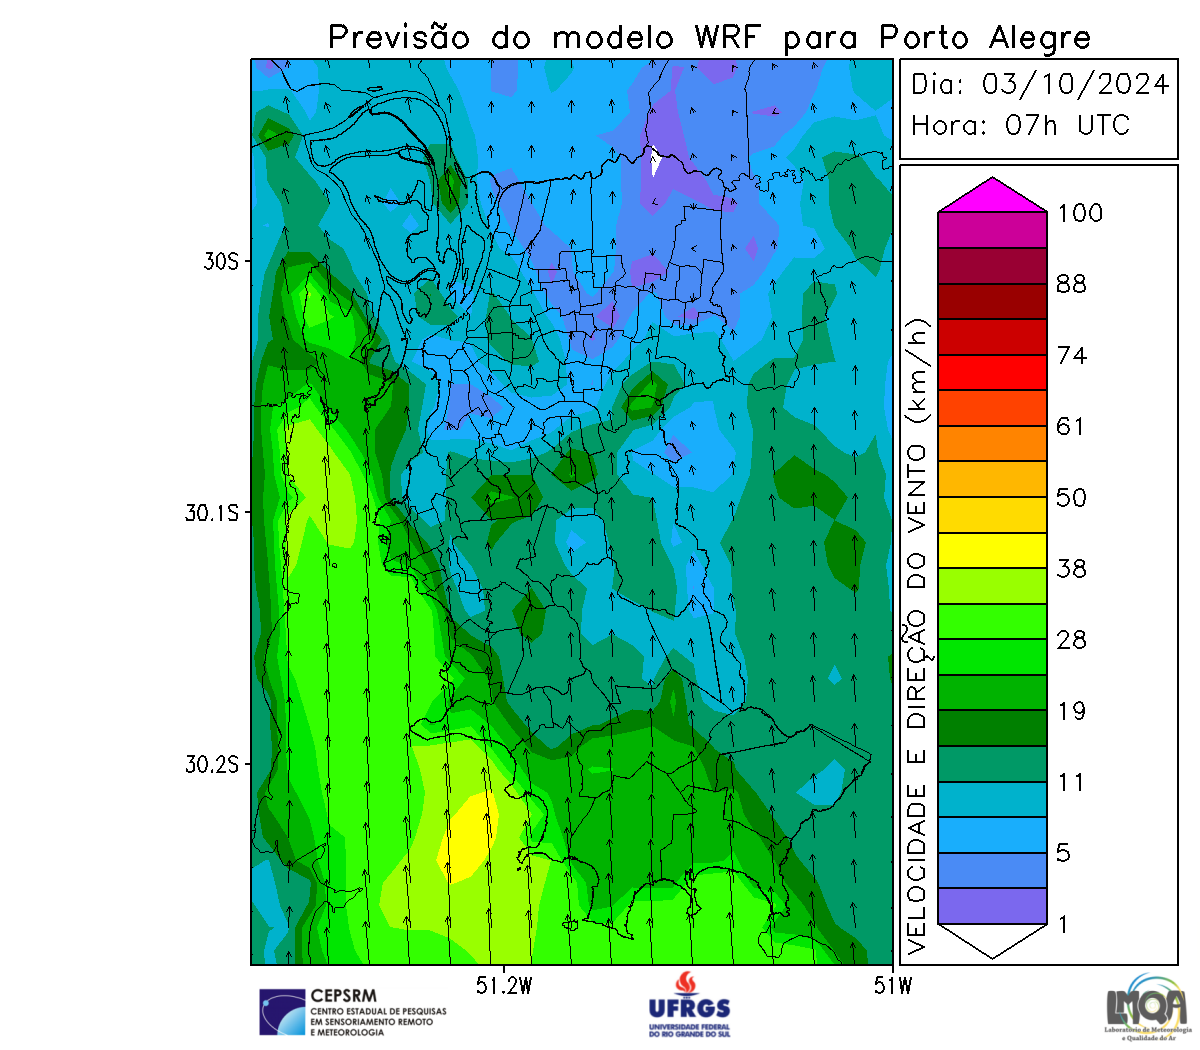 Previsão do modelo WRF para Porto Alegre
Dia: 03/10/2024
Hora: 07h UTC
30S
30.1S
30.2S
51.2W
51W
VELOCIDADE E DIREÇÃO DO VENTO (km/h)
100
88
74
61
50
38
28
19
11
5
1
CEPSRM
CENTRO ESTADUAL DE PESQUISAS
EM SENSORIAMENTO REMOTO
E METEOROLOGIA
UFRGS
UNIVERSIDADE FEDERAL
DO RIO GRANDE DO SUL
LMQA
Laboratório de Meteorologia
e Qualidade do Ar